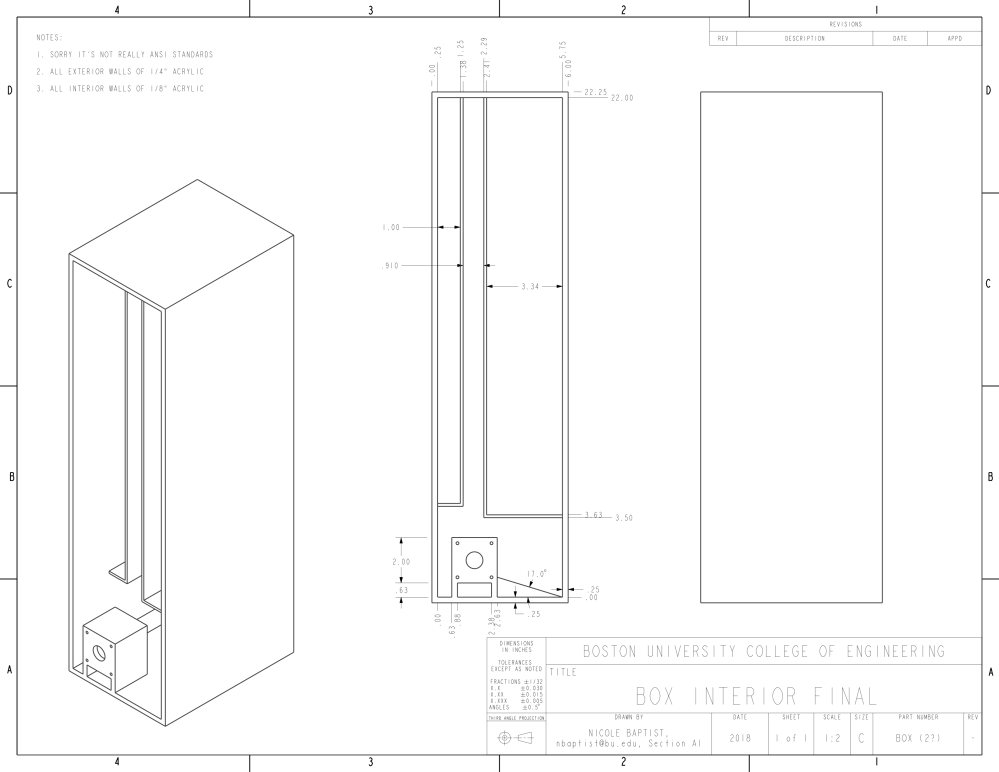 4 3 2 1
NOTES:
1. SORRY IT'S NOT REALLY ANSI STANDARDS
2. ALL EXTERIOR WALLS OF 1/4" ACRYLIC
3. ALL INTERIOR WALLS OF 1/8" ACRYLIC
REVISIONS
REV DESCRIPTION DATE APPD
D D
C C
B B
A A
.00 .25 1.38 1.25 2.41 2.29 6.00 5.75
22.25
22.00
1.00
.910
3.34
3.63
3.50
2.00
.63
17.0°
.25
.00
.25
.00 .63 .88 2.38 2.63
DIMENSIONS
IN INCHES
TOLERANCES
EXCEPT AS NOTED
FRACTIONS ±1/32
X.X ±0.030
X.XX ±0.015
X.XXX ±0.005
ANGLES ±0.5°
THIRD ANGLE PROJECTION
BOSTON UNIVERSITY COLLEGE OF ENGINEERING
TITLE
BOX INTERIOR FINAL
DRAWN BY
NICOLE BAPTIST,
nbaptist@bu.edu, Section A1
DATE
2018
SHEET
1 of 1
SCALE
1:2
SIZE
C
PART NUMBER
BOX (2?)
REV
-
4 3 2 1